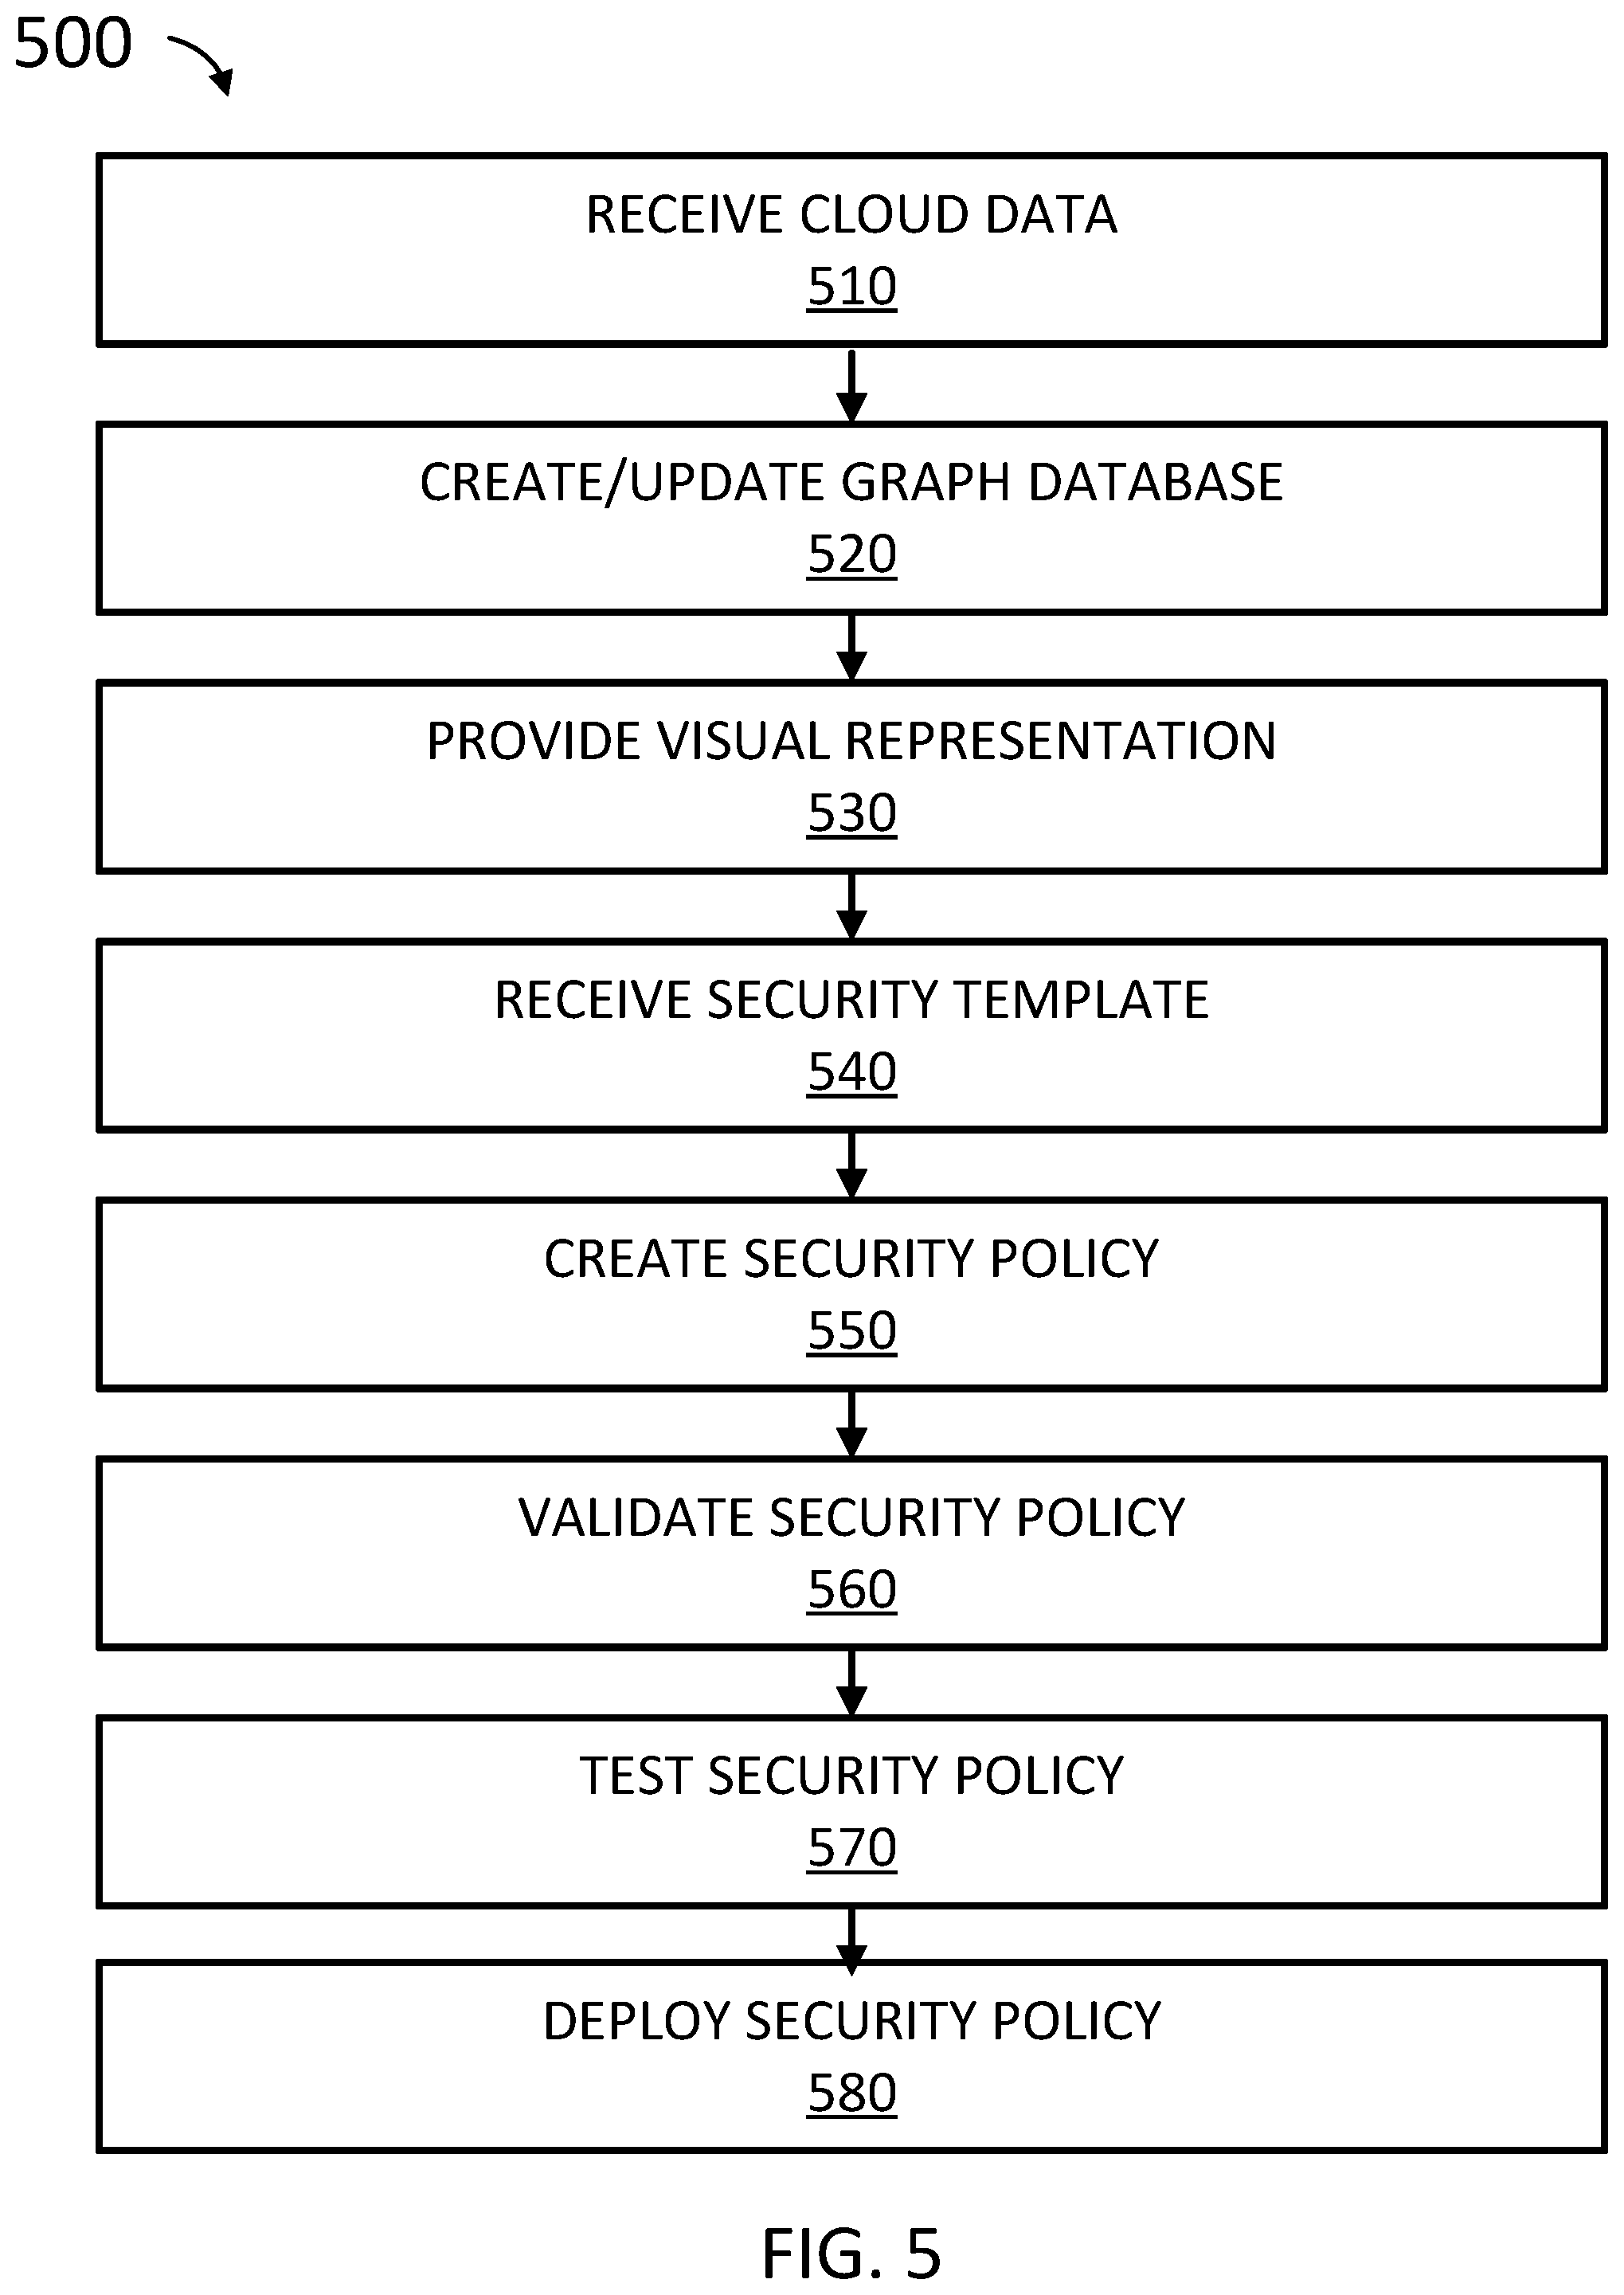 500
RECEIVE CLOUD DATA
510
CREATE/UPDATE GRAPH DATABASE
520
PROVIDE VISUAL REPRESENTATION
530
RECEIVE SECURITY TEMPLATE
540
CREATE SECURITY POLICY
550
VALIDATE SECURITY POLICY
560
TEST SECURITY POLICY
570
DEPLOY SECURITY POLICY
580
FIG. 5